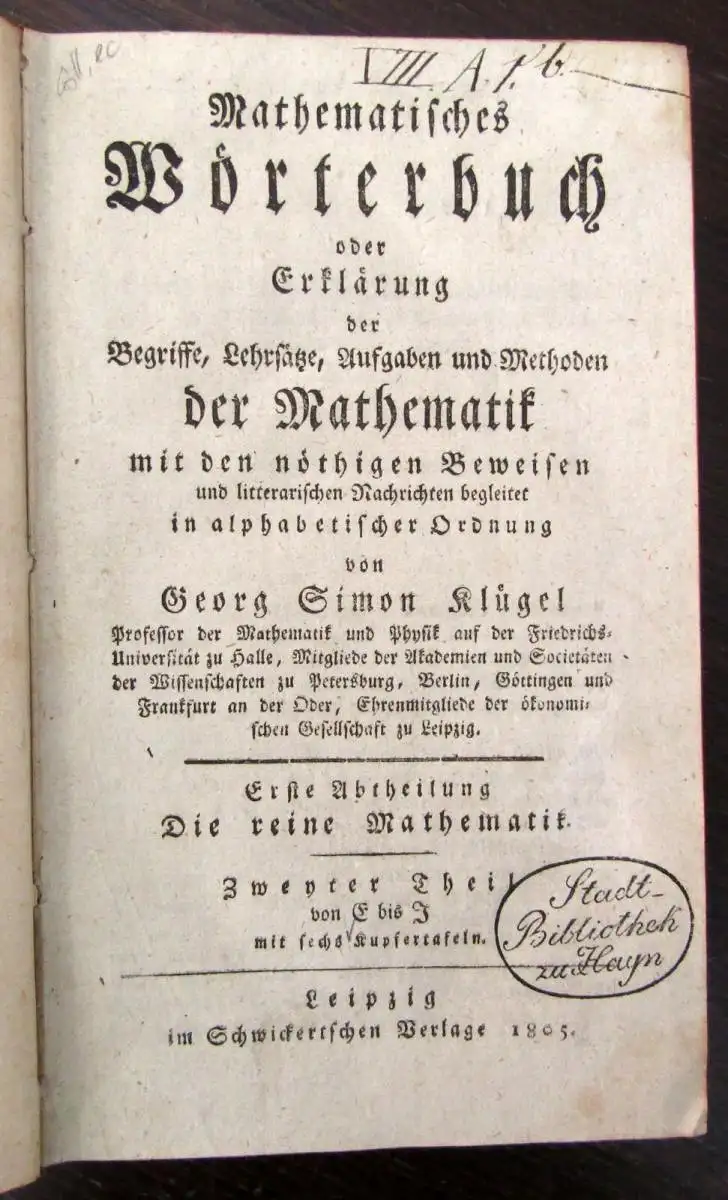 VIII. A. 1. b.
Mathematisches
Wörterbuch
oder
Erklärung
der
Begriffe, Lehrsätze, Aufgaben und Methoden
der Mathematik
mit den nöthigen Beweisen
und litterarischen Nachrichten begleitet
in alphabetischer Ordnung
von
Georg Simon Klügel
Professor der Mathematik und Physik auf der Friedrichs-
Universität zu Halle, Mitgliede der Akademien und Societäten
der Wissenschaften zu Petersburg, Berlin, Göttingen und
Frankfurt an der Oder, Ehrenmitgliede der ökonomi-
schen Gesellschaft zu Leipzig.
Erste Abtheilung
Die reine Mathematik.
Zweyter Theil
von E bis J
mit sechs Kupfertafeln.
Stadt-
Bibliothek
zu Hayn
Leipzig
im Schwickertschen Verlage 1805.